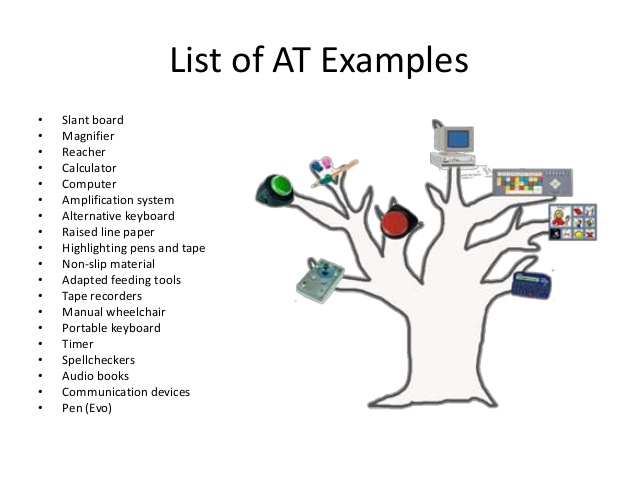 List of AT Examples
• Slant board
• Magnifier
• Reacher
• Calculator
• Computer
• Amplification system
• Alternative keyboard
• Raised line paper
• Highlighting pens and tape
• Non-slip material
• Adapted feeding tools
• Tape recorders
• Manual wheelchair
• Portable keyboard
• Timer
• Spellcheckers
• Audio books
• Communication devices
• Pen (Evo)